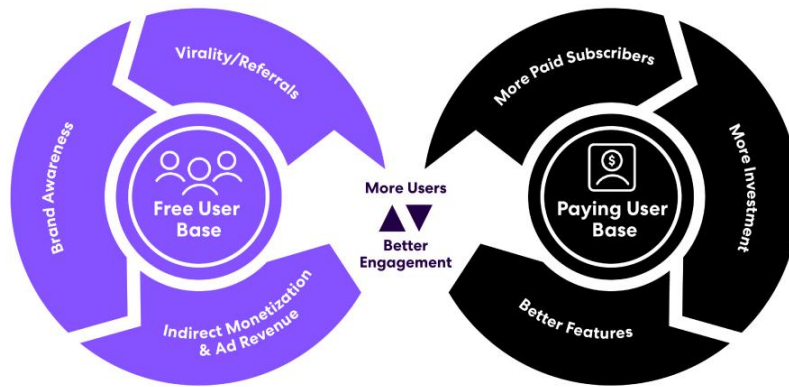 Virality/Referrals
Brand Awareness
Free User
Base
Indirect Monetization
& Ad Revenue
More Users
Better
Engagement
More Paid Subscribers
$
Paying User
Base
More Investment
Better Features